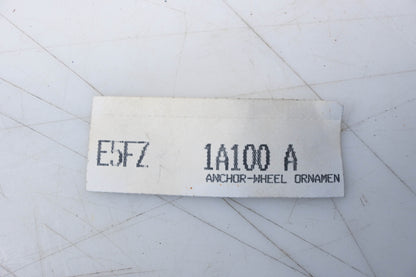 E5FZ 1A100 A
ANCHOR-WHEEL ORNAMEN